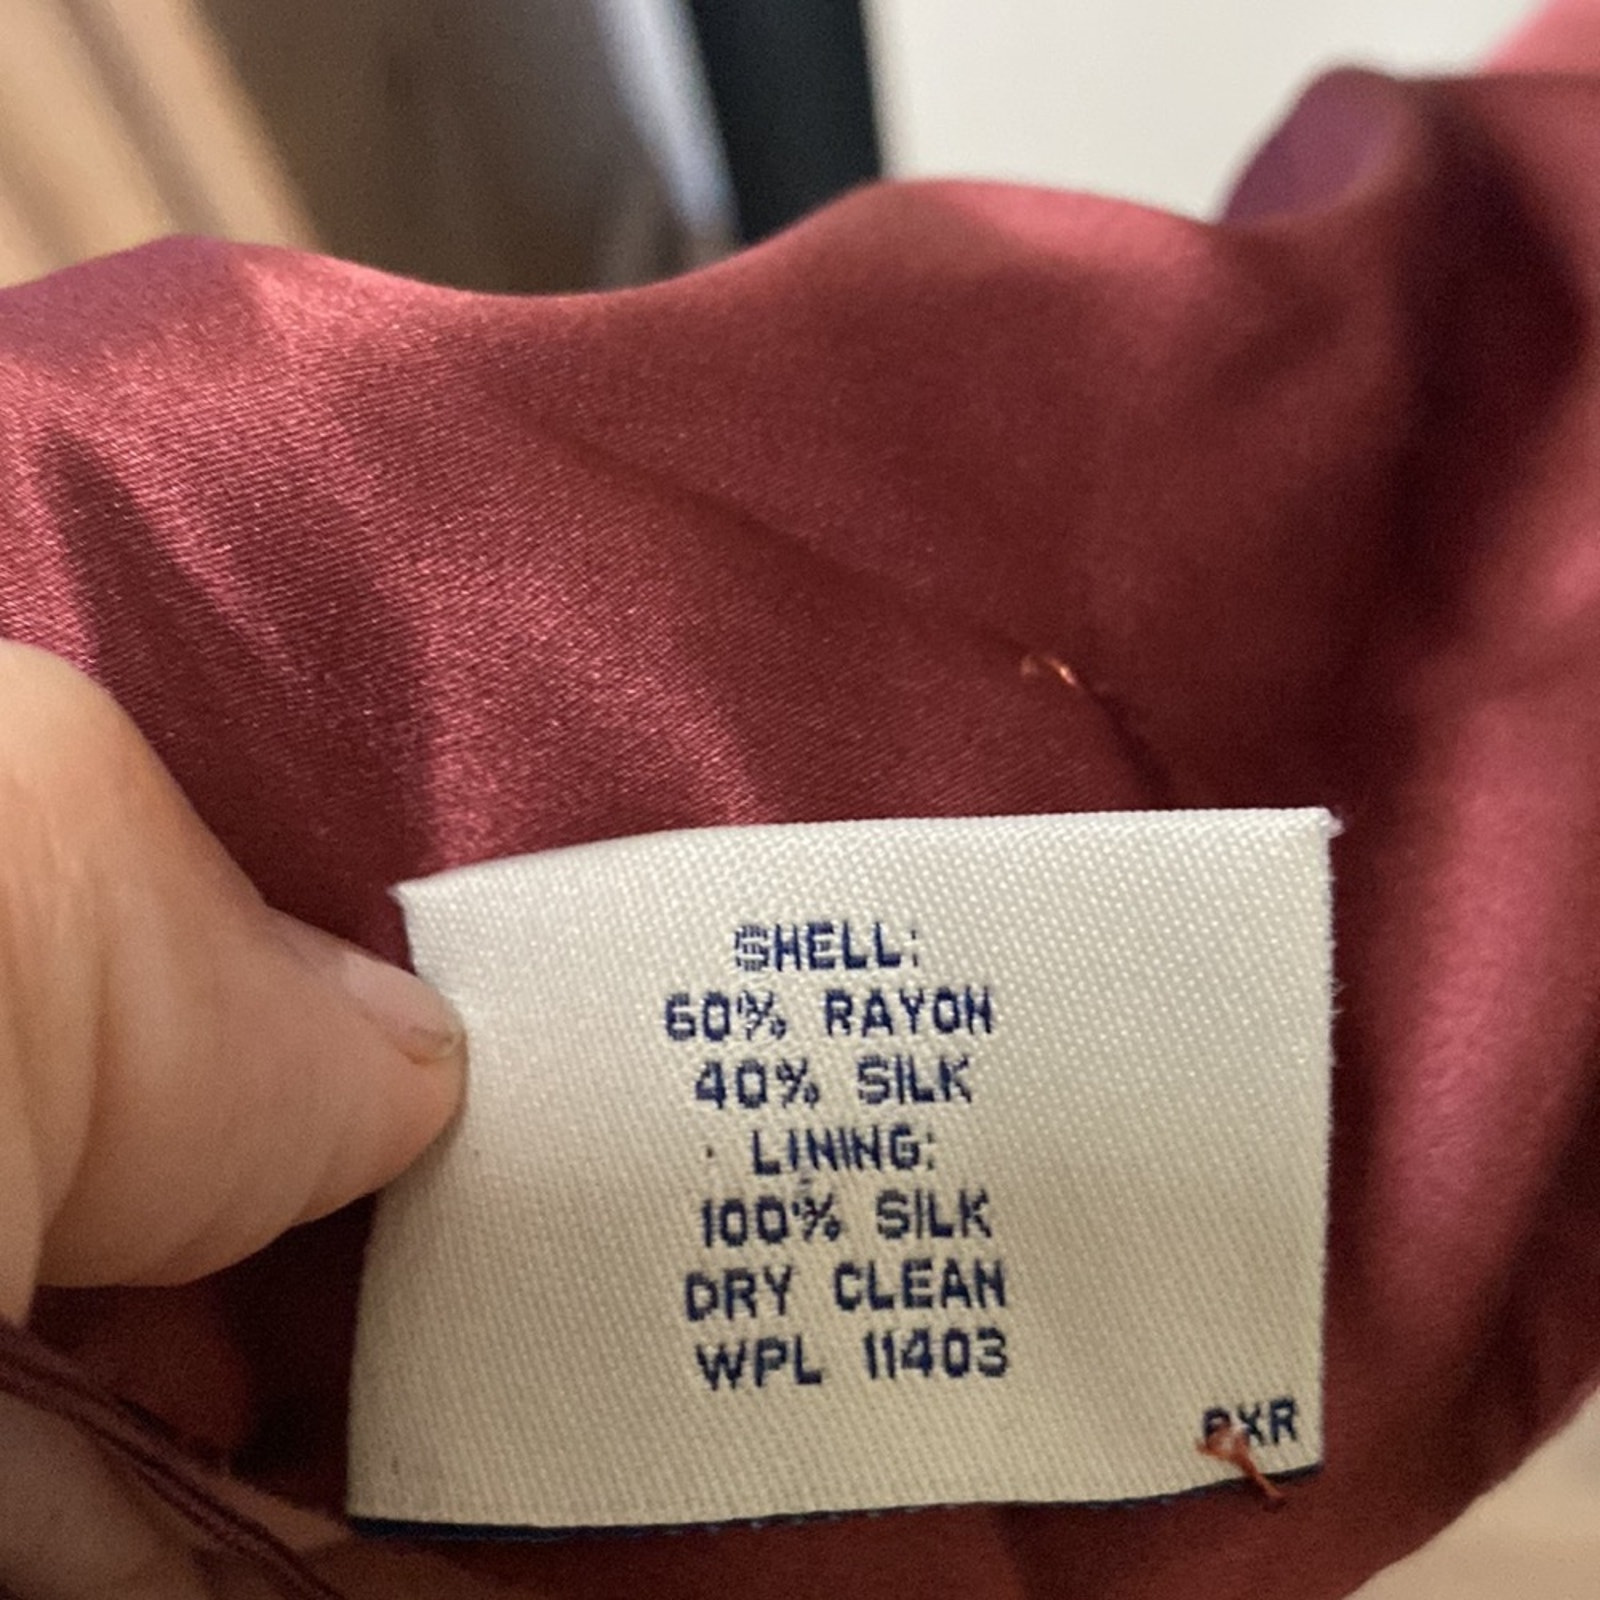 SHELL:
60% RAYON
40% SILK
LINING:
100% SILK
DRY CLEAN
WPL 11403